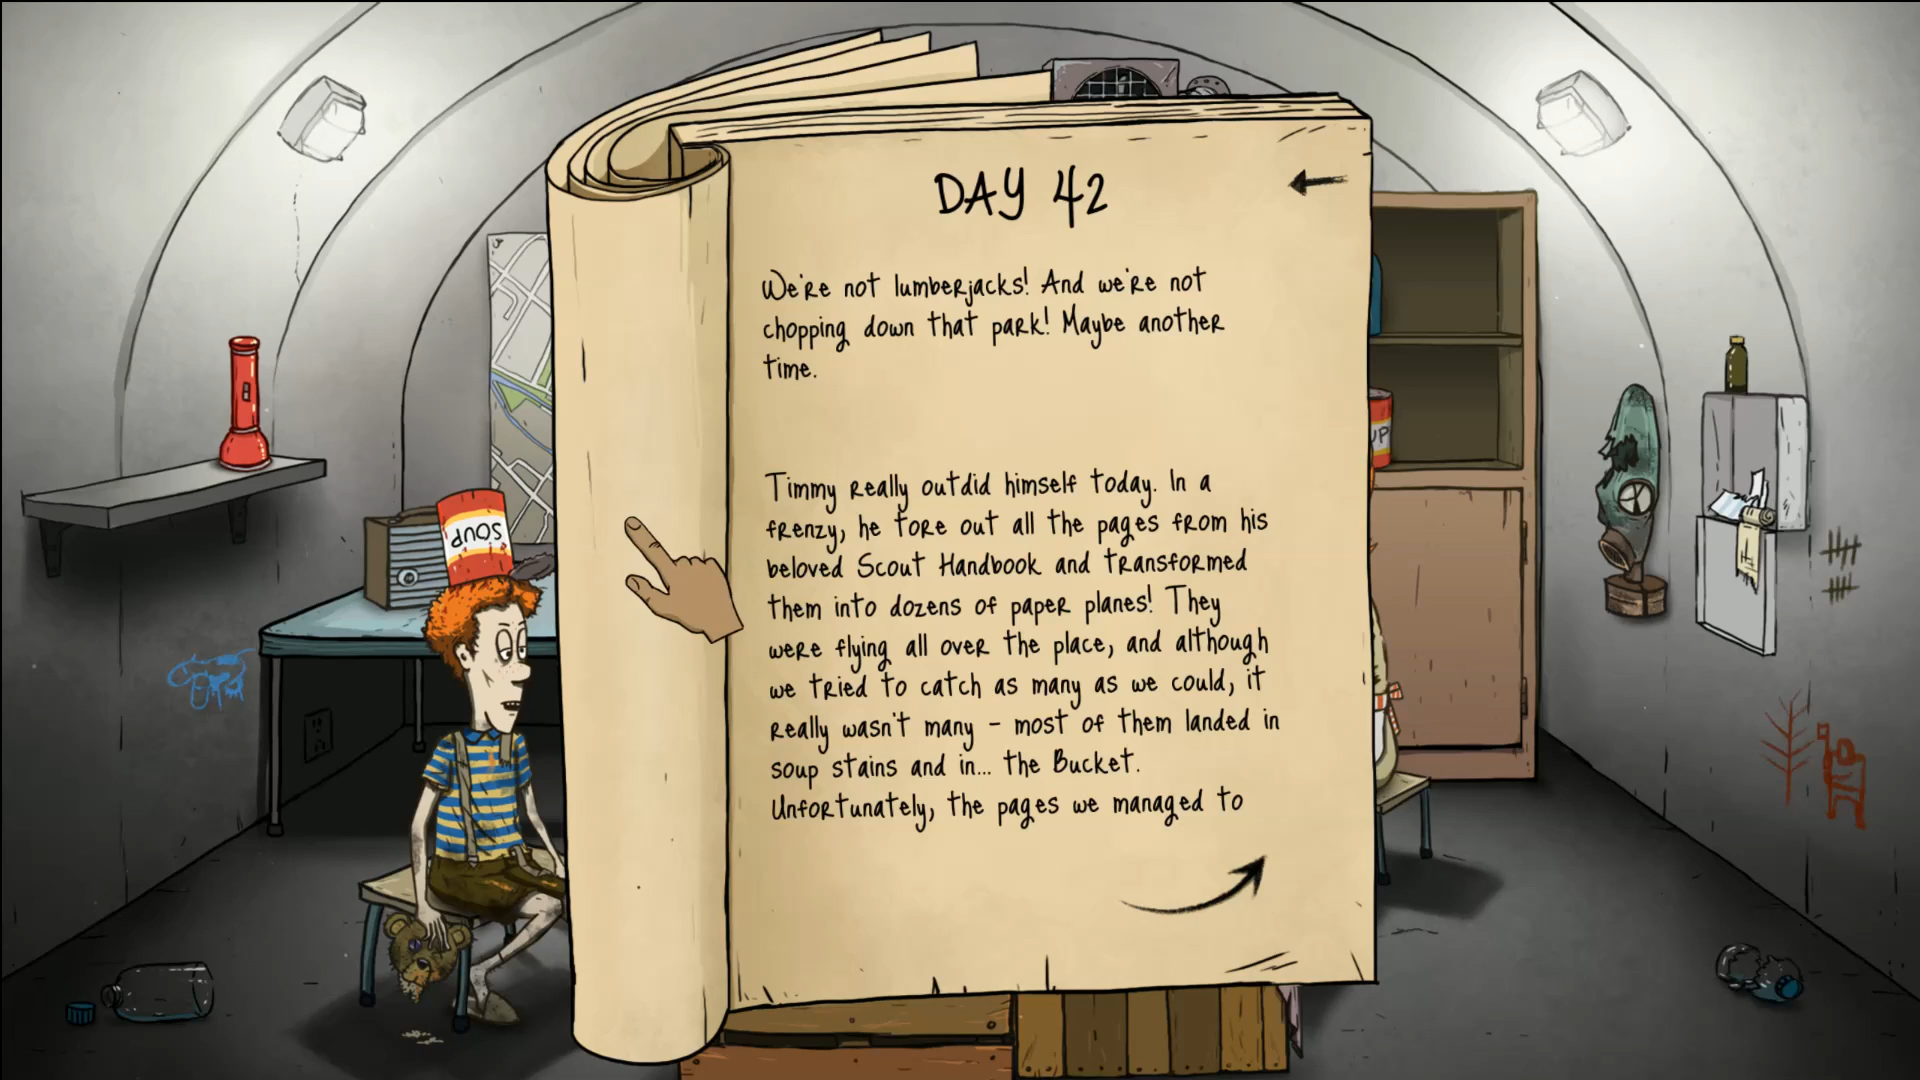 DAY 42
We're not lumberjacks! And we're not
chopping down that park! Maybe another
time.
Timmy really outdid himself today. In a
frenzy, he tore out all the pages from his
beloved Scout Handbook and transformed
them into dozens of paper planes! They
were flying all over the place, and although
we tried to catch as many as we could, it
really wasn't many - most of them landed in
soup stains and in... the Bucket.
Unfortunately, the pages we managed to
SOUP
UP